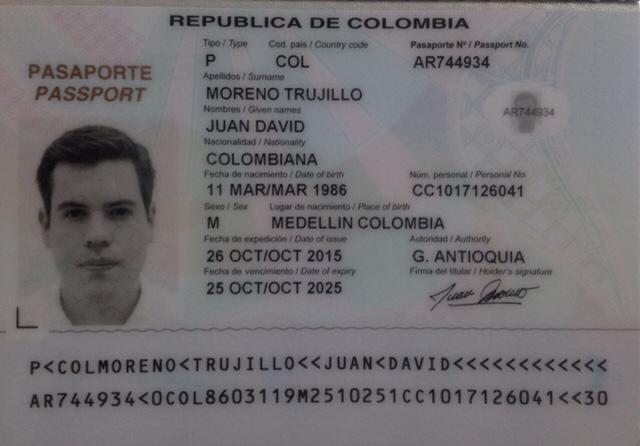 REPUBLICA DE COLOMBIA
PASAPORTE
PASSPORT
Tipo / Type Cod. país / Country code Pasaporte Nº / Passport No.
P COL AR744934
Apellidos / Surname
MORENO TRUJILLO
Nombres / Given names
JUAN DAVID
AR744934
Nacionalidad / Nationality
COLOMBIANA
Fecha de nacimiento / Date of birth Núm. personal / Personal No.
11 MAR/MAR 1986 CC1017126041
Sexo / Sex Lugar de nacimiento / Place of birth
M MEDELLIN COLOMBIA
Fecha de expedición / Date of issue Autoridad / Authority
26 OCT/OCT 2015 G. ANTIOQUIA
Fecha de vencimiento / Date of expiry Firma del titular / Holder's signature
25 OCT/OCT 2025
P<COLMORENO<TRUJILLO<<JUAN<DAVID<<<<<<<<<<<<
AR744934<0COL8603119M2510251CC1017126041<<30